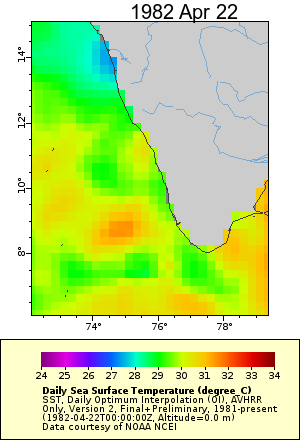 1982 Apr 22
14°
12°
10°
8°
74° 76° 78°
24 25 26 27 28 29 30 31 32 33 34
Daily Sea Surface Temperature (degree_C)
SST, Daily Optimum Interpolation (OI), AVHRR
Only, Version 2, Final+Preliminary, 1981-present
(1982-04-22T00:00:00Z, Altitude=0.0 m)
Data courtesy of NOAA NCEI